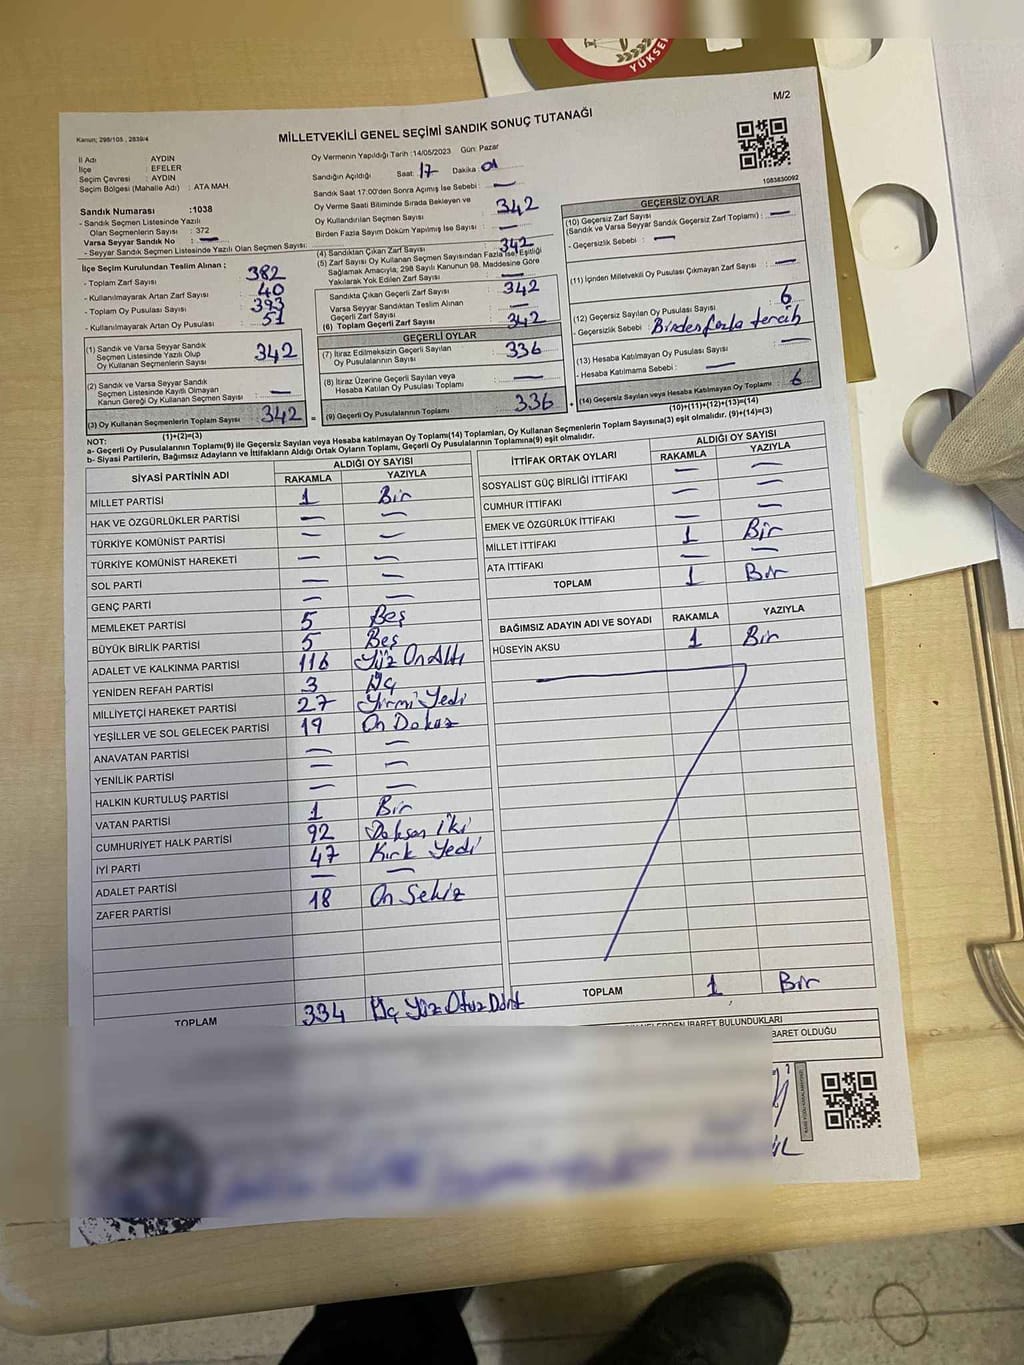 YÜKSE
M/2
Kanun: 298/105 , 2839/4
MİLLETVEKİLİ GENEL SEÇİMİ SANDIK SONUÇ TUTANAĞI
İl Adı : AYDIN
İlçe : EFELER
Seçim Çevresi : AYDIN
Seçim Bölgesi (Mahalle Adı) : ATA MAH.
Oy Vermenin Yapıldığı Tarih :14/05/2023 Gün: Pazar
Sandığın Açıldığı Saat: 17 Dakika: 01
Sandık Saat 17:00'den Sonra Açımış İse Sebebi : —
Oy Verme Saati Bitiminde Sırada Bekleyen ve
Oy Kullandırılan Seçmen Sayısı : 342
Birden Fazla Sayım Döküm Yapılmış İse Sayısı : —
1083830092
Sandık Numarası :1038
- Sandık Seçmen Listesinde Yazılı
Olan Seçmenlerin Sayısı : 372
Varsa Seyyar Sandık No : —
- Seyyar Sandık Seçmen Listesinde Yazılı Olan Seçmen Sayısı:
İlçe Seçim Kurulundan Teslim Alınan ;
- Toplam Zarf Sayısı : 382
- Kullanılmayarak Artan Zarf Sayısı : 40
- Toplam Oy Pusulası Sayısı : 393
- Kullanılmayarak Artan Oy Pusulası : 51
(1) Sandık ve Varsa Seyyar Sandık
Seçmen Listesinde Yazılı Olup
Oy Kullanan Seçmenlerin Sayısı : 342
(2) Sandık ve Varsa Seyyar Sandık
Seçmen Listesinde Kayıtlı Olmayan
Kanun Gereği Oy Kullanan Seçmen Sayısı : —
(3) Oy Kullanan Seçmenlerin Toplam Sayısı : 342
(1)+(2)=(3)
(4) Sandıktan Çıkan Zarf Sayısı : 342
(5) Zarf Sayısı Oy Kullanan Seçmen Sayısından Fazla ise; Eşitliği
Sağlamak Amacıyla; 298 Sayılı Kanunun 98. Maddesine Göre
Yakılarak Yok Edilen Zarf Sayısı : —
Sandıkta Çıkan Geçerli Zarf Sayısı : 342
Varsa Seyyar Sandıktan Teslim Alınan
Geçerli Zarf Sayısı : —
(6) Toplam Geçerli Zarf Sayısı : 342
GEÇERLİ OYLAR
(7) İtiraz Edilmeksizin Geçerli Sayılan
Oy Pusulalarının Sayısı : 336
(8) İtiraz Üzerine Geçerli Sayılan veya
Hesaba Katılan Oy Pusulası Toplamı : —
= (9) Geçerli Oy Pusulalarının Toplamı : 336 +
GEÇERSİZ OYLAR
(10) Geçersiz Zarf Sayısı
(Sandık ve Varsa Seyyar Sandık Geçersiz Zarf Toplamı) : —
- Geçersizlik Sebebi : —
(11) İçinden Milletvekili Oy Pusulası Çıkmayan Zarf Sayısı : —
(12) Geçersiz Sayılan Oy Pusulası Sayısı : 6
- Geçersizlik Sebebi : Birden fazla tercih
(13) Hesaba Katılmayan Oy Pusulası Sayısı : —
- Hesaba Katılmama Sebebi : —
(14) Geçersiz Sayılan veya Hesaba Katılmayan Oy Toplamı : 6
(10)+(11)+(12)+(13)=(14)
NOT:
a- Geçerli Oy Pusulalarının Toplamı(9) ile Geçersiz Sayılan veya Hesaba katılmayan Oy Toplamı(14) Toplamları, Oy Kullanan Seçmenlerin Toplam Sayısına(3) eşit olmalıdır. (9)+(14)=(3)
b- Siyasi Partilerin, Bağımsız Adayların ve İttifakların Aldığı Ortak Oyların Toplamı, Geçerli Oy Pusulalarının Toplamına(9) eşit olmalıdır.
SİYASİ PARTİNİN ADI ALDIĞI OY SAYISI
RAKAMLA YAZIYLA
MİLLET PARTİSİ 1 Bir
HAK VE ÖZGÜRLÜKLER PARTİSİ — —
TÜRKİYE KOMÜNİST PARTİSİ — —
TÜRKİYE KOMÜNİST HAREKETİ — —
SOL PARTİ — —
GENÇ PARTİ — —
MEMLEKET PARTİSİ 5 Beş
BÜYÜK BİRLİK PARTİSİ 5 Beş
ADALET VE KALKINMA PARTİSİ 116 Yüz On Altı
YENİDEN REFAH PARTİSİ 3 Üç
MİLLİYETÇİ HAREKET PARTİSİ 27 Yirmi Yedi
YEŞİLLER VE SOL GELECEK PARTİSİ 19 On Dokuz
ANAVATAN PARTİSİ — —
YENİLİK PARTİSİ — —
HALKIN KURTULUŞ PARTİSİ — —
VATAN PARTİSİ 1 Bir
CUMHURİYET HALK PARTİSİ 92 Doksan İki
İYİ PARTİ 47 Kırk Yedi
ADALET PARTİSİ — —
ZAFER PARTİSİ 18 On Sekiz
TOPLAM 334 Üç Yüz Otuz Dört
İTTİFAK ORTAK OYLARI ALDIĞI OY SAYISI
RAKAMLA YAZIYLA
SOSYALİST GÜÇ BİRLİĞİ İTTİFAKI — —
CUMHUR İTTİFAKI — —
EMEK VE ÖZGÜRLÜK İTTİFAKI — —
MİLLET İTTİFAKI 1 Bir
ATA İTTİFAKI — —
TOPLAM 1 Bir
BAĞIMSIZ ADAYIN ADI VE SOYADI RAKAMLA YAZIYLA
HÜSEYİN AKSU 1 Bir
TOPLAM 1 Bir
İBARET BULUNDUKLARI
BARET OLDUĞU